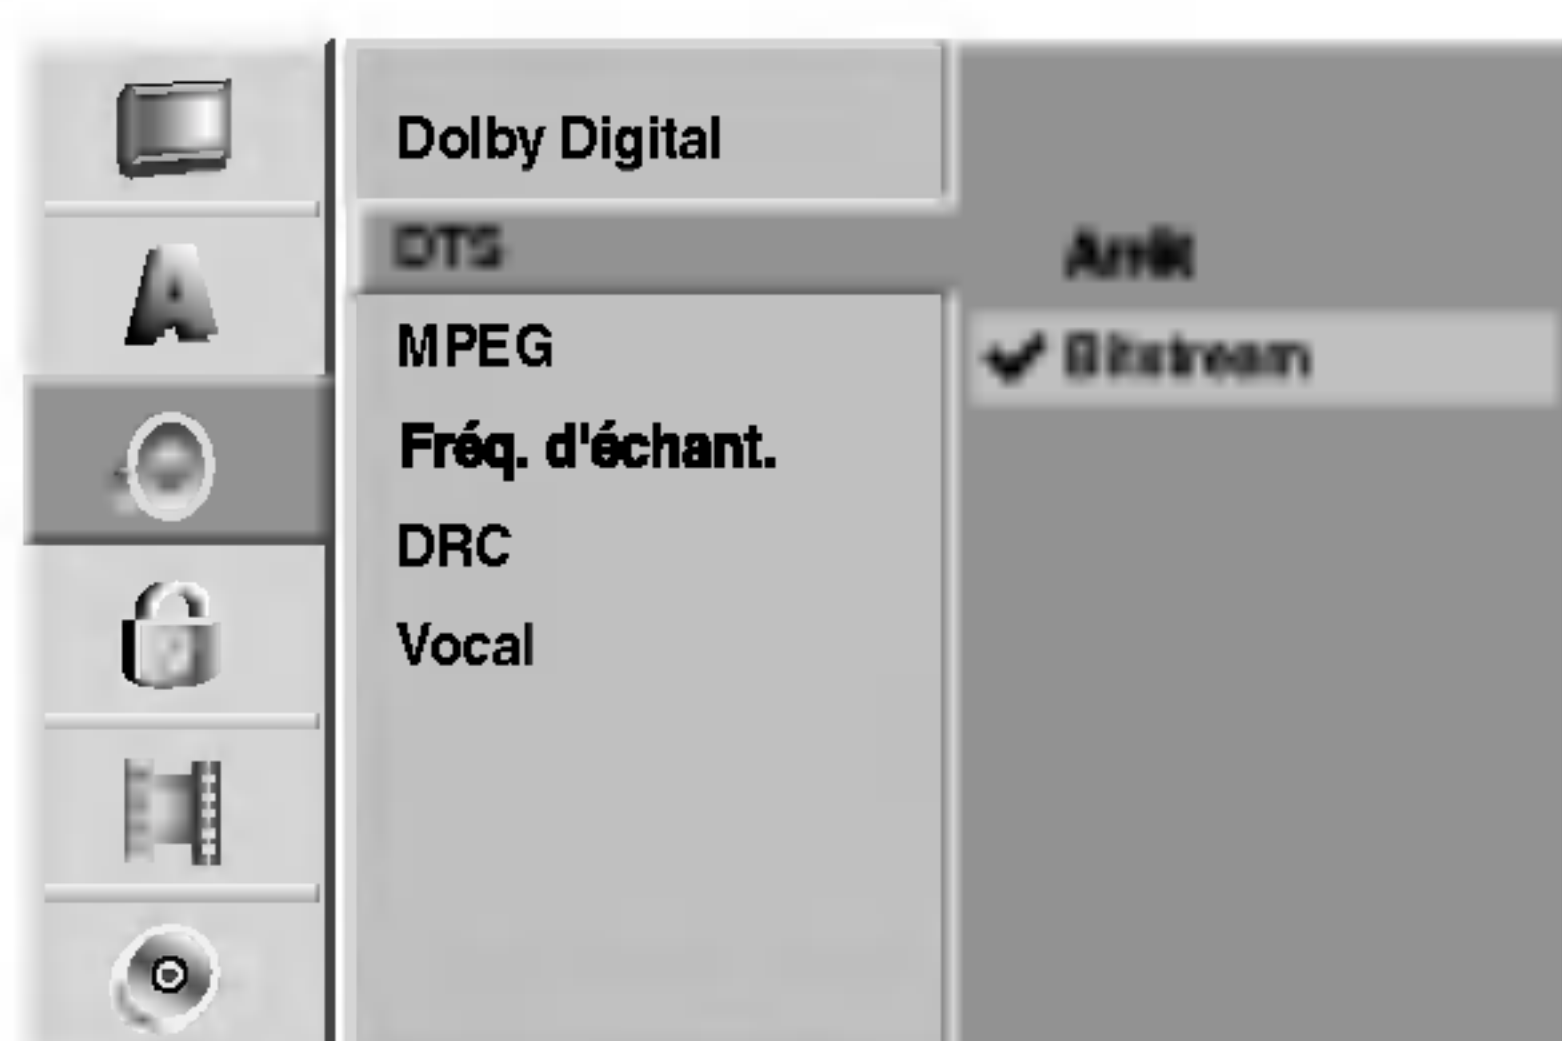 Dolby Digital
DTS
Arrêt
MPEG
✔ Bitstream
Fréq. d'échant.
DRC
Vocal